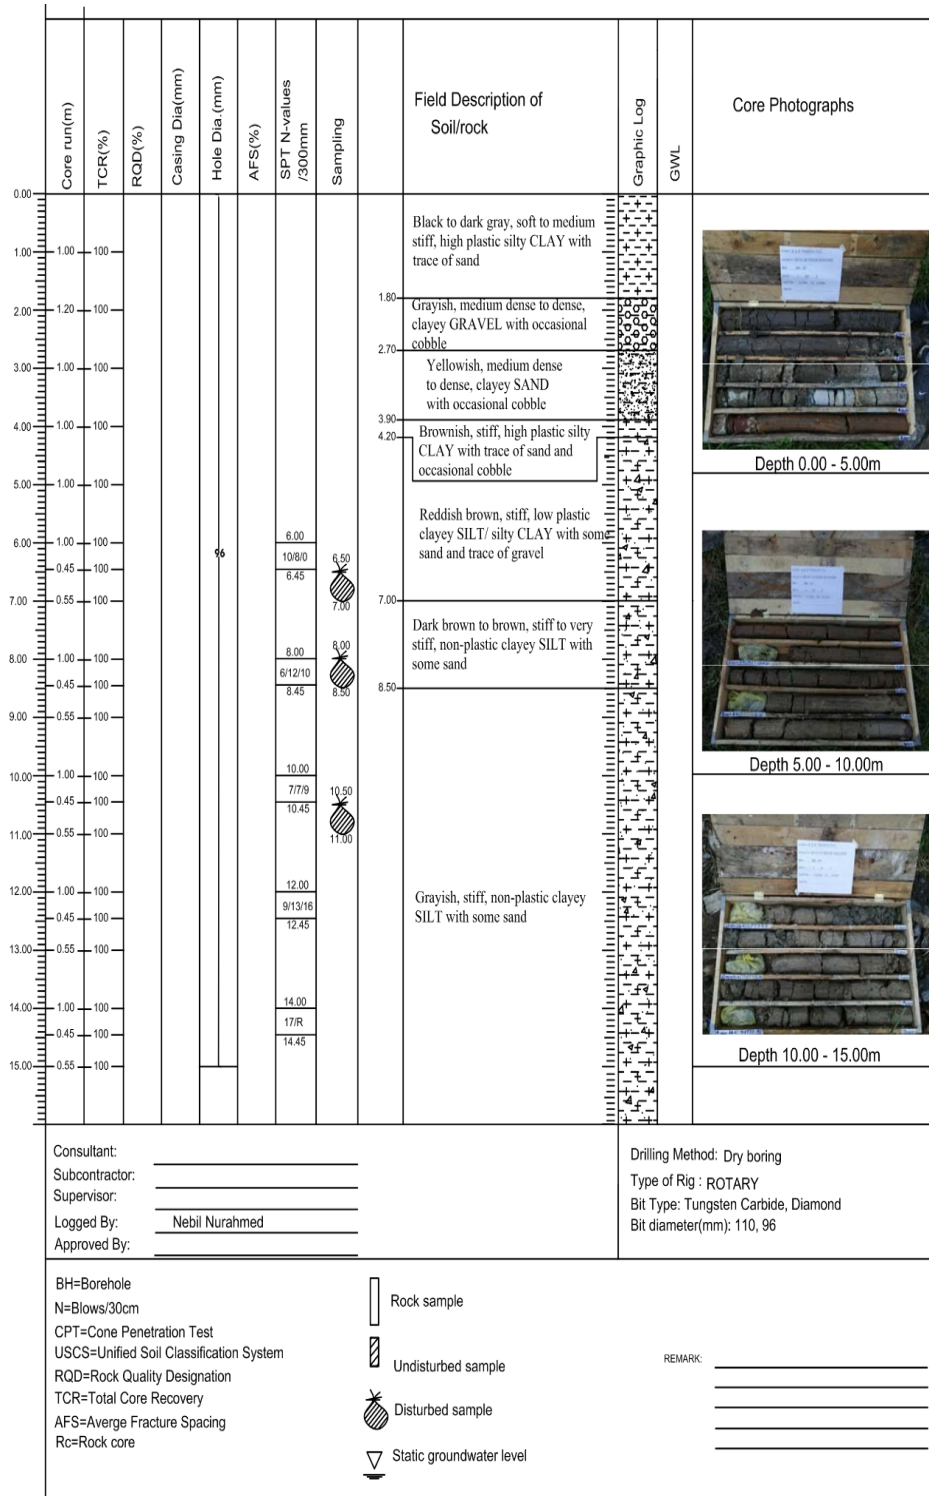 Core run(m)
TCR(%)
RQD(%)
Casing Dia(mm)
Hole Dia.(mm)
AFS(%)
SPT N-values
/300mm
Sampling
Field Description of
Soil/rock
Graphic Log
GWL
Core Photographs
0.00
Black to dark gray, soft to medium
stiff, high plastic silty CLAY with
trace of sand
1.00 1.00 100
1.80
Grayish, medium dense to dense,
clayey GRAVEL with occasional
cobble
2.00 1.20 100
2.70
Yellowish, medium dense
to dense, clayey SAND
with occasional cobble
3.00 1.00 100
3.90
4.00 1.00 100
4.20
Brownish, stiff, high plastic silty
CLAY with trace of sand and
occasional cobble
Depth 0.00 - 5.00m
5.00 1.00 100
Reddish brown, stiff, low plastic
clayey SILT/ silty CLAY with some
sand and trace of gravel
6.00 1.00 100
6.00
10/8/0
6.45
96
6.50
7.00
0.45 100
7.00 0.55 100
7.00
Dark brown to brown, stiff to very
stiff, non-plastic clayey SILT with
some sand
8.00 1.00 100
8.00
6/12/10
8.45
8.00
8.50
0.45 100
8.50
9.00 0.55 100
Depth 5.00 - 10.00m
10.00 1.00 100
10.00
7/7/9
10.45
10.50
11.00
0.45 100
11.00 0.55 100
12.00 1.00 100
12.00
9/13/16
12.45
Grayish, stiff, non-plastic clayey
SILT with some sand
0.45 100
13.00 0.55 100
14.00 1.00 100
14.00
17/R
14.45
0.45 100
Depth 10.00 - 15.00m
15.00 0.55 100
Consultant:
Subcontractor:
Supervisor:
Logged By: Nebil Nurahmed
Approved By:
Drilling Method: Dry boring
Type of Rig : ROTARY
Bit Type: Tungsten Carbide, Diamond
Bit diameter(mm): 110, 96
BH=Borehole
N=Blows/30cm
CPT=Cone Penetration Test
USCS=Unified Soil Classification System
RQD=Rock Quality Designation
TCR=Total Core Recovery
AFS=Averge Fracture Spacing
Rc=Rock core
Rock sample
Undisturbed sample
Disturbed sample
Static groundwater level
REMARK: